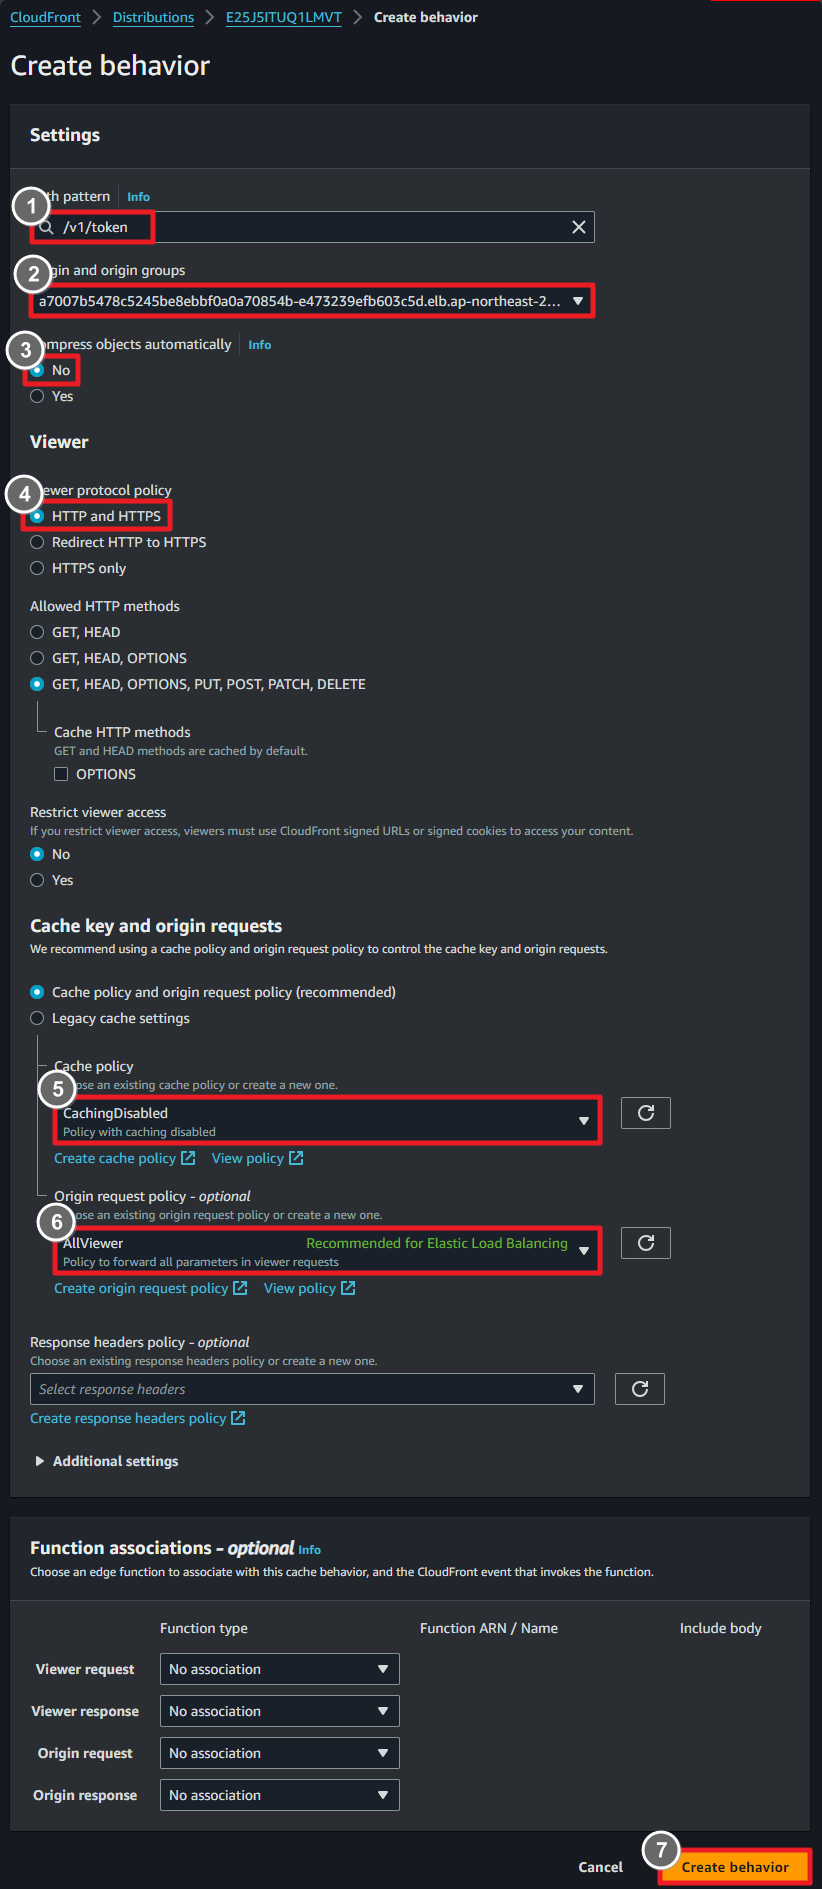 CloudFront > Distributions > E25J5ITUQ1LMVT > Create behavior
Create behavior
Settings
th pattern Info
1
/v1/token
2
gin and origin groups
a7007b5478c5245be8ebbf0a0a70854b-e473239efb603c5d.elb.ap-northeast-2...
3
ompress objects automatically Info
No
Yes
Viewer
4
ewer protocol policy
HTTP and HTTPS
Redirect HTTP to HTTPS
HTTPS only
Allowed HTTP methods
GET, HEAD
GET, HEAD, OPTIONS
GET, HEAD, OPTIONS, PUT, POST, PATCH, DELETE
Cache HTTP methods
GET and HEAD methods are cached by default.
OPTIONS
Restrict viewer access
If you restrict viewer access, viewers must use CloudFront signed URLs or signed cookies to access your content.
No
Yes
Cache key and origin requests
We recommend using a cache policy and origin request policy to control the cache key and origin requests.
Cache policy and origin request policy (recommended)
Legacy cache settings
Cache policy
5
ose an existing cache policy or create a new one.
CachingDisabled
Policy with caching disabled
Create cache policy View policy
Origin request policy - optional
6
ose an existing origin request policy or create a new one.
AllViewer Recommended for Elastic Load Balancing
Policy to forward all parameters in viewer requests
Create origin request policy View policy
Response headers policy - optional
Choose an existing response headers policy or create a new one.
Select response headers
Create response headers policy
Additional settings
Function associations - optional Info
Choose an edge function to associate with this cache behavior, and the CloudFront event that invokes the function.
Function type Function ARN / Name Include body
Viewer request No association
Viewer response No association
Origin request No association
Origin response No association
7
Cancel Create behavior